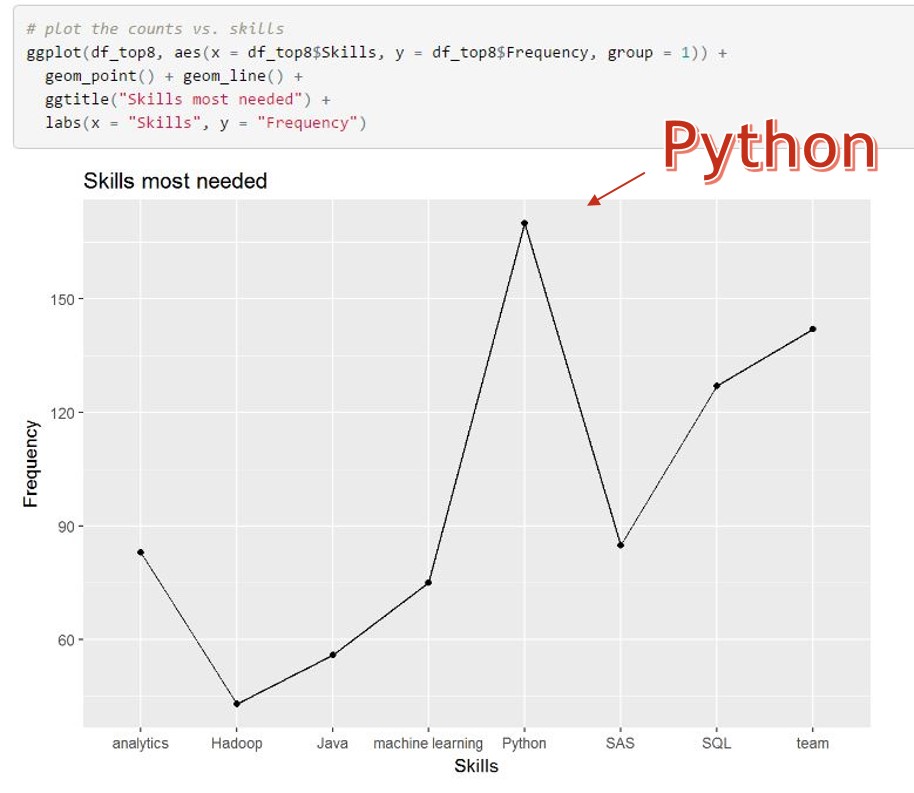 # plot the counts vs. skills
ggplot(df_top8, aes(x = df_top8$Skills, y = df_top8$Frequency, group = 1)) +
  geom_point() + geom_line() +
  ggtitle("Skills most needed") +
  labs(x = "Skills", y = "Frequency")
Python
Skills most needed
Frequency
150
120
90
60
analytics Hadoop Java machine learning Python SAS SQL team
Skills